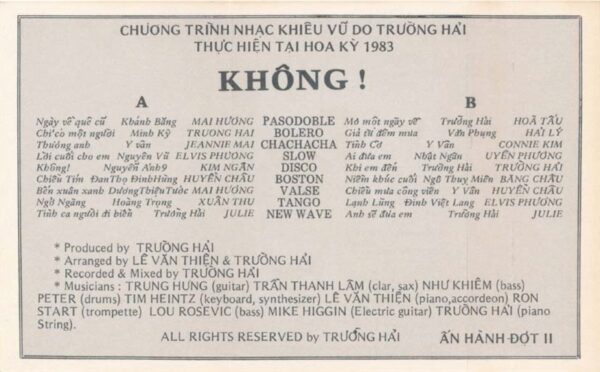 CHƯƠNG TRÌNH NHẠC KHIÊU VŨ DO TRƯỜNG HẢI
THỰC HIỆN TẠI HOA KỲ 1983
KHÔNG !
A B
Ngày về quê cũ Khánh Băng MAI HƯƠNG PASODOBLE Mơ một ngày về Trường Hải HOÀ TẤU
Chỉ có một người Minh Kỳ TRUONG HAI BOLERO Giã từ đêm mưa Văn Phụng HẢI LÝ
Thương anh Y vân JEANNIE MAI CHACHACHA Tình Cờ Y Vân CONNIE KIM
Lời cuối cho em Nguyên Vũ ELVIS PHUONG SLOW Ai đưa em Nhật Ngân UYÊN PHƯƠNG
Không! Nguyễn Ánh9 KIM NGÂN DISCO Khi em đến Trường Hải TRƯỜNG HẢI
Chiều Tím ĐanThọ ĐinhHùng HUYỀN CHÂU BOSTON Niệm khúc cuối Ngô Thuỵ Miên BĂNG CHÂU
Bến xuân xanh DươngThiệuTước MAI HƯƠNG VALSE Chiều mưa công viên Y Vân HUYỀN CHÂU
Ngỡ Ngàng Hoàng Trọng XUÂN THU TANGO Lạnh Lùng Đinh Việt Lang ELVIS PHƯƠNG
Tình ca người đi biển Trường Hải JULIE NEW WAVE Anh sẽ đưa em Trường Hải JULIE
* Produced by TRƯỜNG HẢI
* Arranged by LÊ VĂN THIỆN & TRƯỜNG HẢI
* Recorded & Mixed by TRƯỜNG HẢI
* Musicians : TRUNG HƯNG (guitar) TRẦN THANH LÂM (clar, sax) NHƯ KHIÊM (bass)
PETER (drums) TIM HEINTZ (keyboard, synthesizer) LÊ VĂN THIỆN (piano,accordeon) RON
START (trompette) LOU ROSEVIC (bass) MIKE HIGGIN (Electric guitar) TRƯỜNG HẢI (piano
String).
ALL RIGHTS RESERVED by TRƯỜNG HẢI ẤN HÀNH ĐỢT II